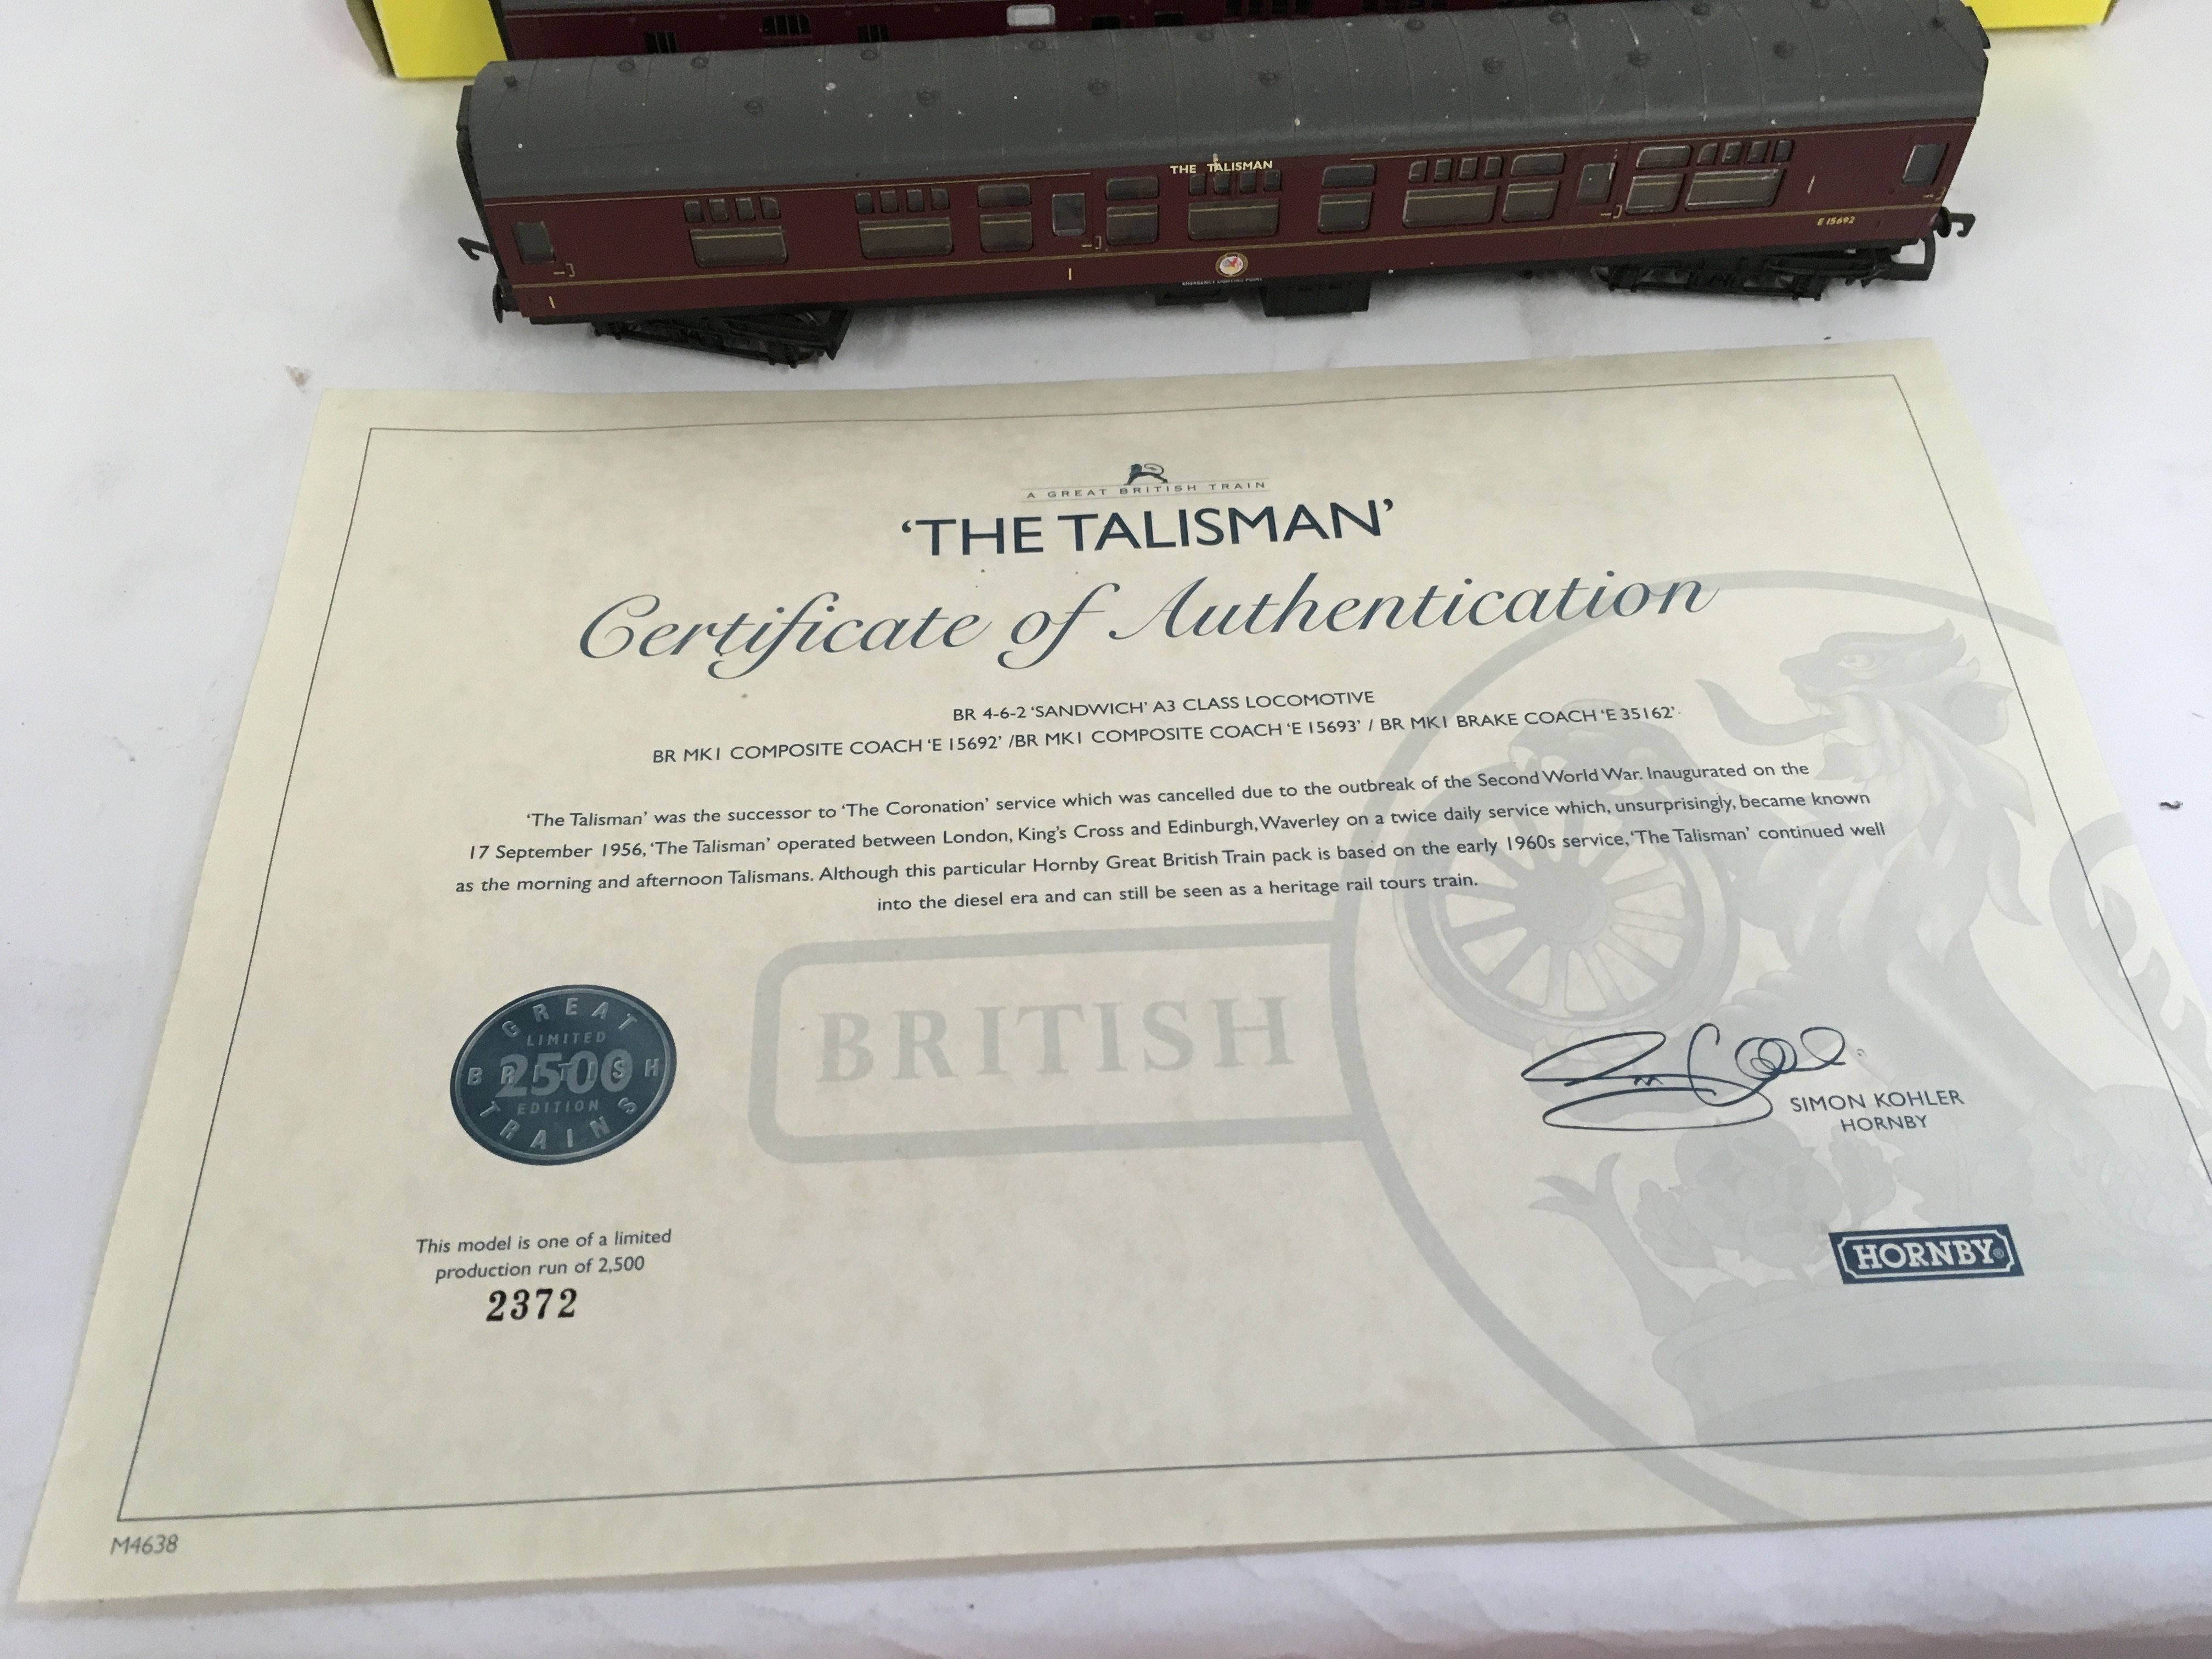 THE TALISMAN
E 15692
A GREAT BRITISH TRAIN
‘THE TALISMAN’
Certificate of Authentication
BR 4-6-2 ‘SANDWICH’ A3 CLASS LOCOMOTIVE
BR MK1 COMPOSITE COACH ‘E 15692’ /BR MK1 COMPOSITE COACH ‘E 15693’ / BR MK1 BRAKE COACH ‘E 35162’
‘The Talisman’ was the successor to ‘The Coronation’ service which was cancelled due to the outbreak of the Second World War. Inaugurated on the
17 September 1956, ‘The Talisman’ operated between London, King’s Cross and Edinburgh, Waverley on a twice daily service which, unsurprisingly, became known
as the morning and afternoon Talismans. Although this particular Hornby Great British Train pack is based on the early 1960s service, ‘The Talisman’ continued well
into the diesel era and can still be seen as a heritage rail tours train.
BRITISH
GREAT
LIMITED
2500
BRITISH
EDITION
TRAINS
SIMON KOHLER
HORNBY
This model is one of a limited
production run of 2,500
2372
HORNBY®
M4638